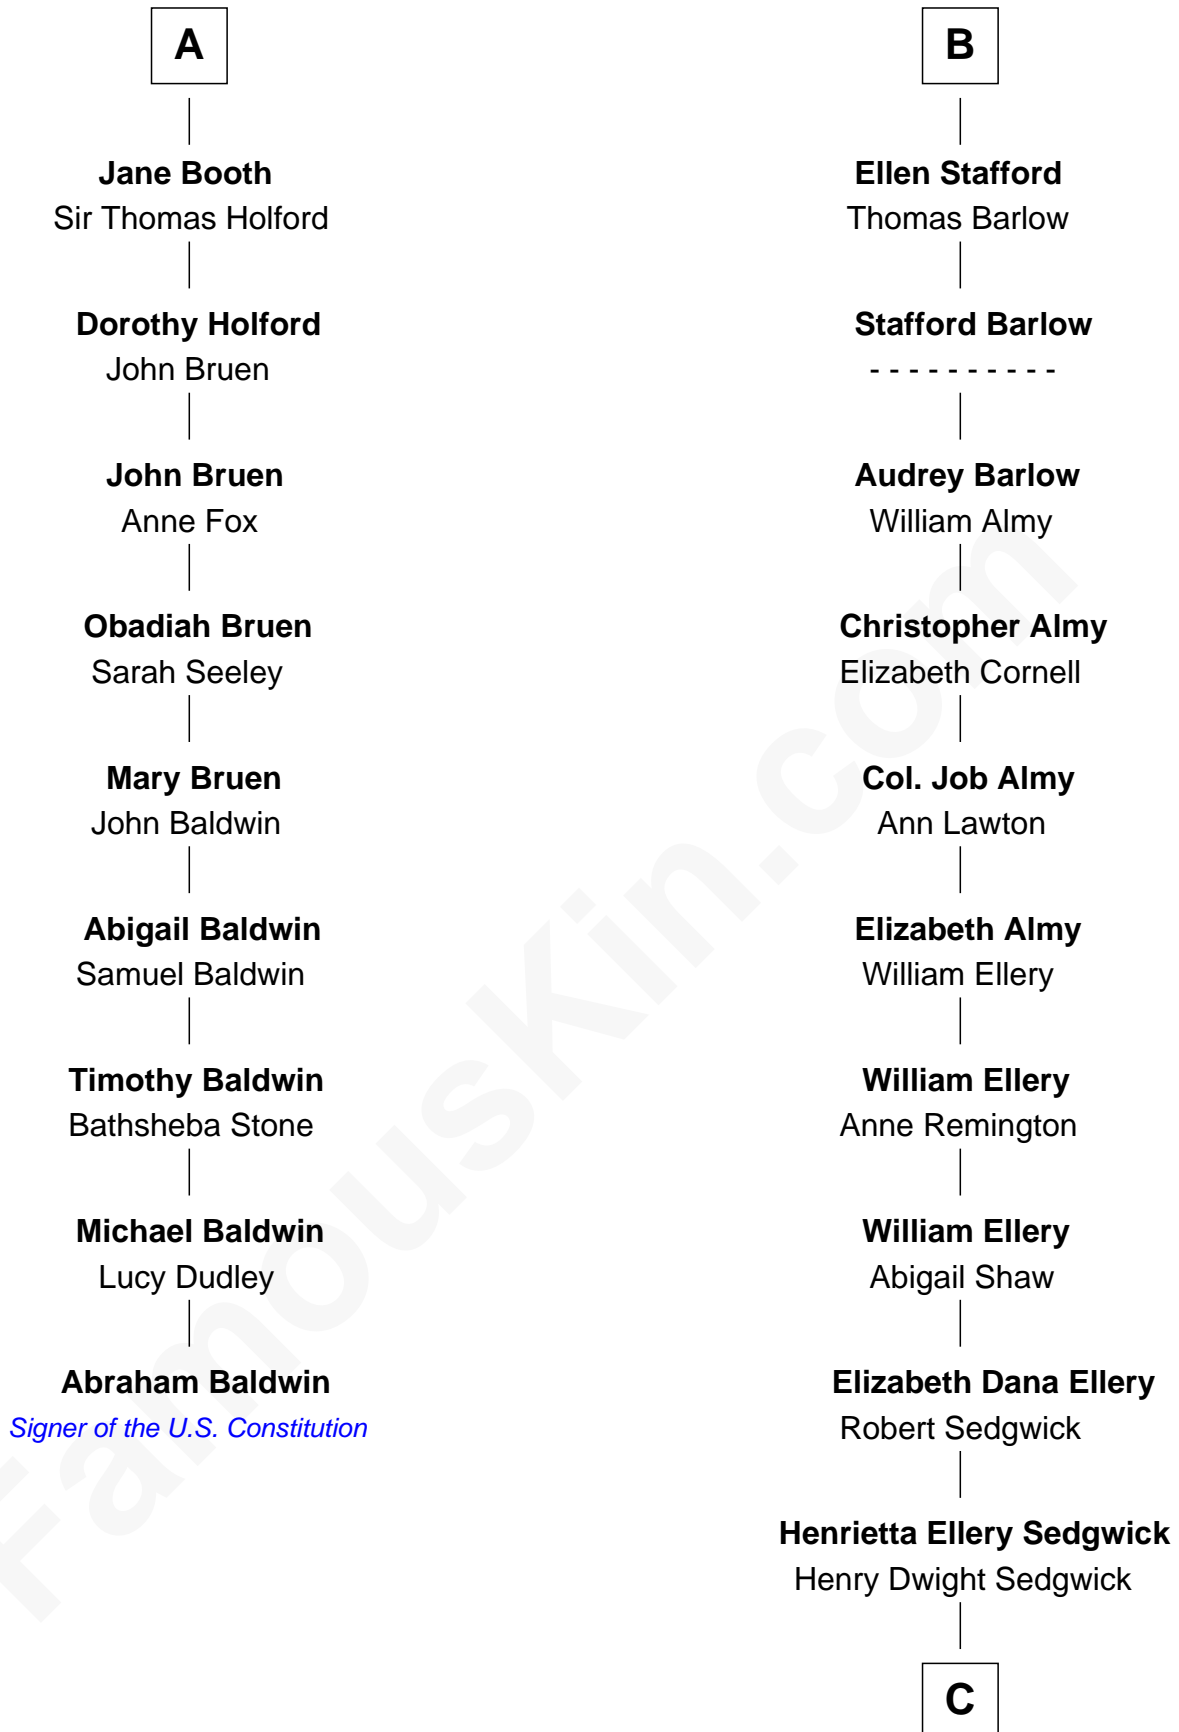 A
Jane Booth
Sir Thomas Holford
Dorothy Holford
John Bruen
John Bruen
Anne Fox
Obadiah Bruen
Sarah Seeley
Mary Bruen
John Baldwin
Abigail Baldwin
Samuel Baldwin
Timothy Baldwin
Bathsheba Stone
Michael Baldwin
Lucy Dudley
Abraham Baldwin
Signer of the U.S. Constitution
B
Ellen Stafford
Thomas Barlow
Stafford Barlow
- - - - - - - - - -
Audrey Barlow
William Almy
Christopher Almy
Elizabeth Cornell
Col. Job Almy
Ann Lawton
Elizabeth Almy
William Ellery
William Ellery
Anne Remington
William Ellery
Abigail Shaw
Elizabeth Dana Ellery
Robert Sedgwick
Henrietta Ellery Sedgwick
Henry Dwight Sedgwick
C
FamousKin.com